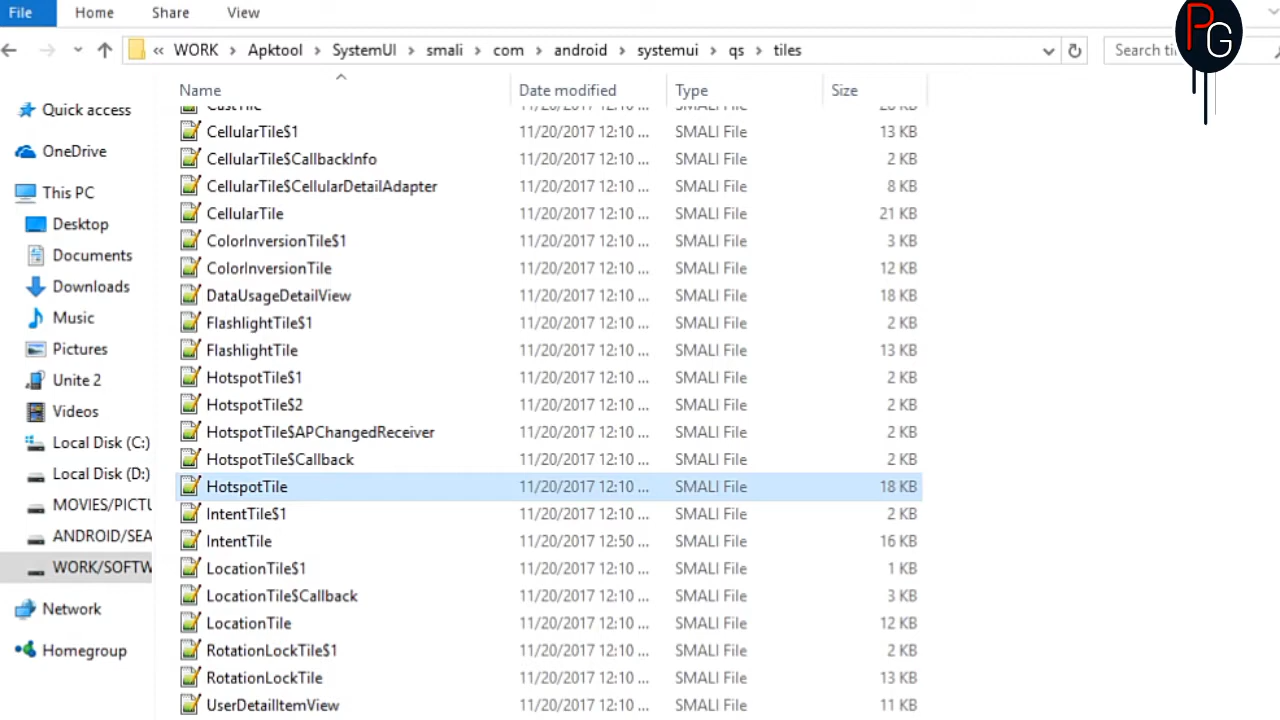 File Home Share View
« WORK > Apktool > SystemUI > smali > com > android > systemui > qs > tiles Search
PG
Name Date modified Type Size
Quick access
OneDrive
This PC
Desktop
Documents
Downloads
Music
Pictures
Unite 2
Videos
Local Disk (C:)
Local Disk (D:)
MOVIES/PICTU
ANDROID/SEA
WORK/SOFTW
Network
Homegroup
CastTile 11/20/2017 12:10 ... SMALI File
CellularTile$1 11/20/2017 12:10 ... SMALI File 13 KB
CellularTile$CallbackInfo 11/20/2017 12:10 ... SMALI File 2 KB
CellularTile$CellularDetailAdapter 11/20/2017 12:10 ... SMALI File 8 KB
CellularTile 11/20/2017 12:10 ... SMALI File 21 KB
ColorInversionTile$1 11/20/2017 12:10 ... SMALI File 3 KB
ColorInversionTile 11/20/2017 12:10 ... SMALI File 12 KB
DataUsageDetailView 11/20/2017 12:10 ... SMALI File 18 KB
FlashlightTile$1 11/20/2017 12:10 ... SMALI File 2 KB
FlashlightTile 11/20/2017 12:10 ... SMALI File 13 KB
HotspotTile$1 11/20/2017 12:10 ... SMALI File 2 KB
HotspotTile$2 11/20/2017 12:10 ... SMALI File 2 KB
HotspotTile$APChangedReceiver 11/20/2017 12:10 ... SMALI File 2 KB
HotspotTile$Callback 11/20/2017 12:10 ... SMALI File 2 KB
HotspotTile 11/20/2017 12:10 ... SMALI File 18 KB
IntentTile$1 11/20/2017 12:10 ... SMALI File 2 KB
IntentTile 11/20/2017 12:50 ... SMALI File 16 KB
LocationTile$1 11/20/2017 12:10 ... SMALI File 1 KB
LocationTile$Callback 11/20/2017 12:10 ... SMALI File 3 KB
LocationTile 11/20/2017 12:10 ... SMALI File 12 KB
RotationLockTile$1 11/20/2017 12:10 ... SMALI File 2 KB
RotationLockTile 11/20/2017 12:10 ... SMALI File 13 KB
UserDetailItemView 11/20/2017 12:10 ... SMALI File 11 KB